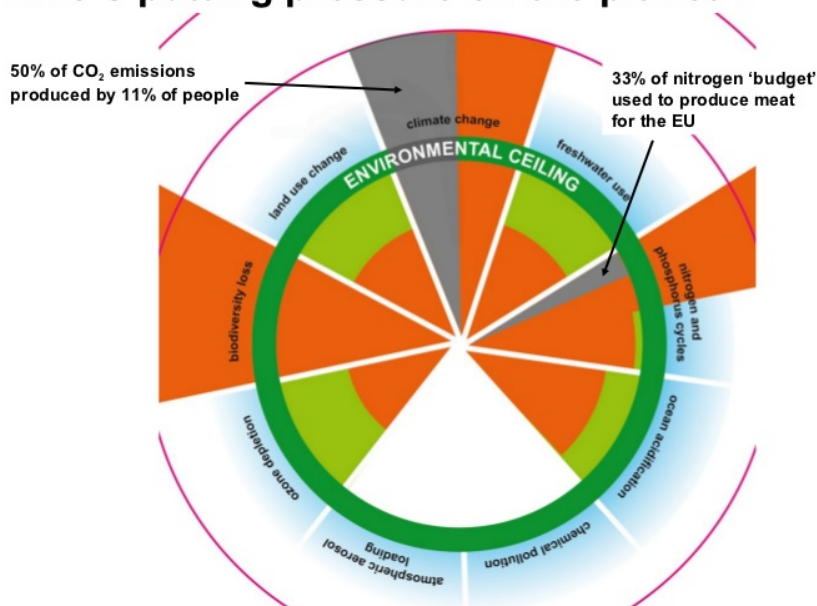 50% of CO₂ emissions
produced by 11% of people
33% of nitrogen ‘budget’
used to produce meat
for the EU
climate change
ENVIRONMENTAL CEILING
land use change
freshwater use
biodiversity loss
nitrogen and
phosphorus cycles
ozone depletion
ocean acidification
atmospheric aerosol
loading
chemical pollution